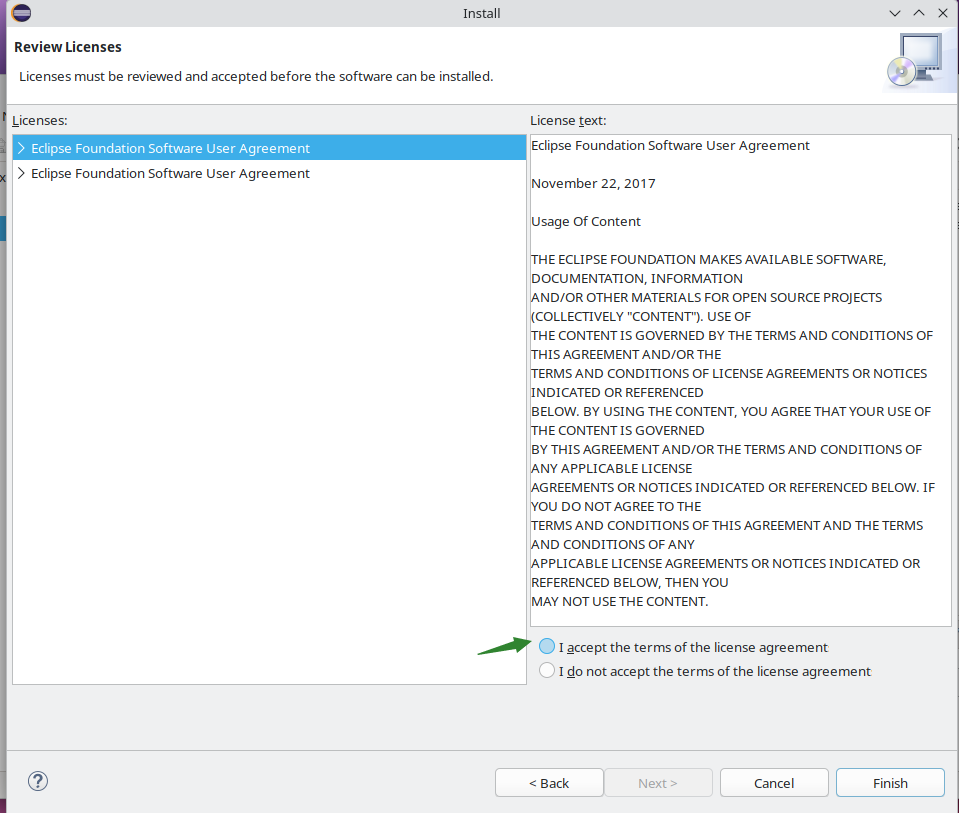 Install
Review Licenses
Licenses must be reviewed and accepted before the software can be installed.
Licenses:
Eclipse Foundation Software User Agreement
Eclipse Foundation Software User Agreement
License text:
Eclipse Foundation Software User Agreement
November 22, 2017
Usage Of Content
THE ECLIPSE FOUNDATION MAKES AVAILABLE SOFTWARE,
DOCUMENTATION, INFORMATION
AND/OR OTHER MATERIALS FOR OPEN SOURCE PROJECTS
(COLLECTIVELY "CONTENT"). USE OF
THE CONTENT IS GOVERNED BY THE TERMS AND CONDITIONS OF
THIS AGREEMENT AND/OR THE
TERMS AND CONDITIONS OF LICENSE AGREEMENTS OR NOTICES
INDICATED OR REFERENCED
BELOW. BY USING THE CONTENT, YOU AGREE THAT YOUR USE OF
THE CONTENT IS GOVERNED
BY THIS AGREEMENT AND/OR THE TERMS AND CONDITIONS OF
ANY APPLICABLE LICENSE
AGREEMENTS OR NOTICES INDICATED OR REFERENCED BELOW. IF
YOU DO NOT AGREE TO THE
TERMS AND CONDITIONS OF THIS AGREEMENT AND THE TERMS
AND CONDITIONS OF ANY
APPLICABLE LICENSE AGREEMENTS OR NOTICES INDICATED OR
REFERENCED BELOW, THEN YOU
MAY NOT USE THE CONTENT.
I accept the terms of the license agreement
I do not accept the terms of the license agreement
?
< Back
Next >
Cancel
Finish